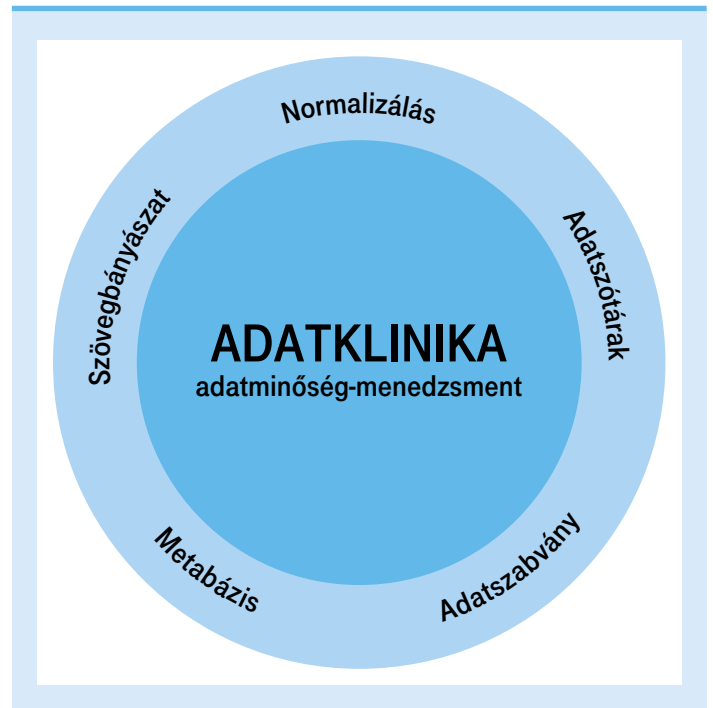 Normalizálás
Adatszótárak
Adatszabvány
Metabázis
Szövegbányászat
ADATKLINIKA
adatminőség-menedzsment